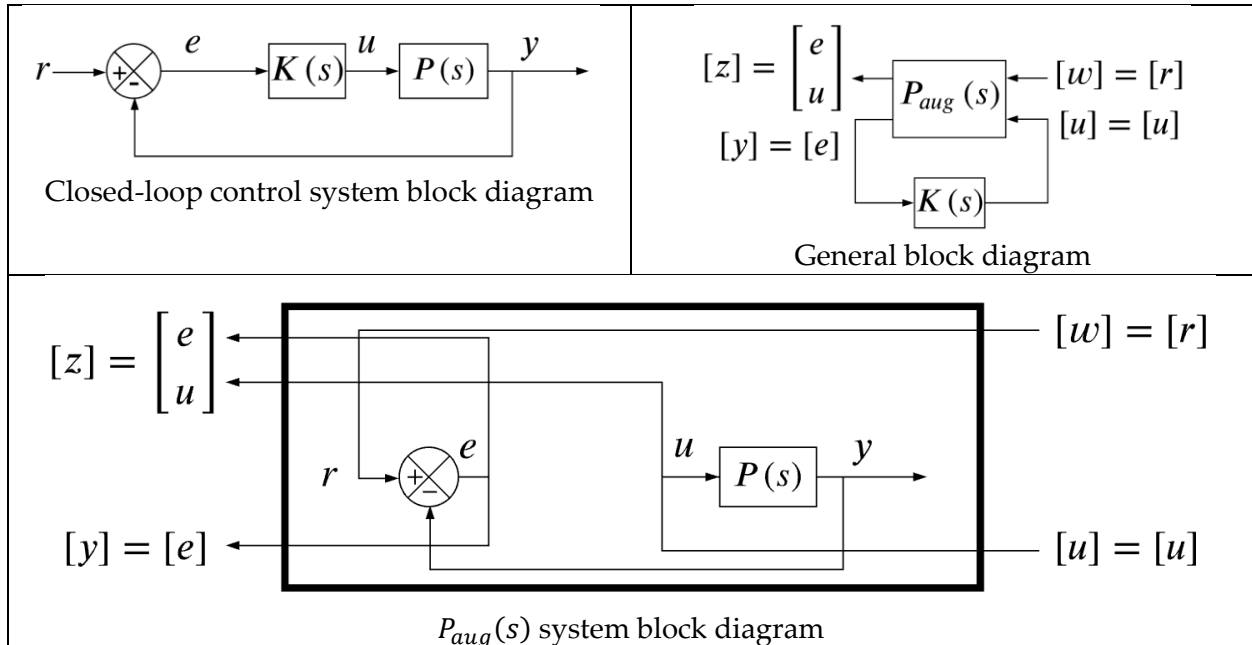 r
+
-
e
K(s)
u
P(s)
y
Closed-loop control system block diagram
[z] = [e u]
P_aug(s)
[w] = [r]
[u] = [u]
[y] = [e]
K(s)
General block diagram
[z] = [e u]
[w] = [r]
r
+
-
e
u
P(s)
y
[y] = [e]
[u] = [u]
P_aug(s) system block diagram